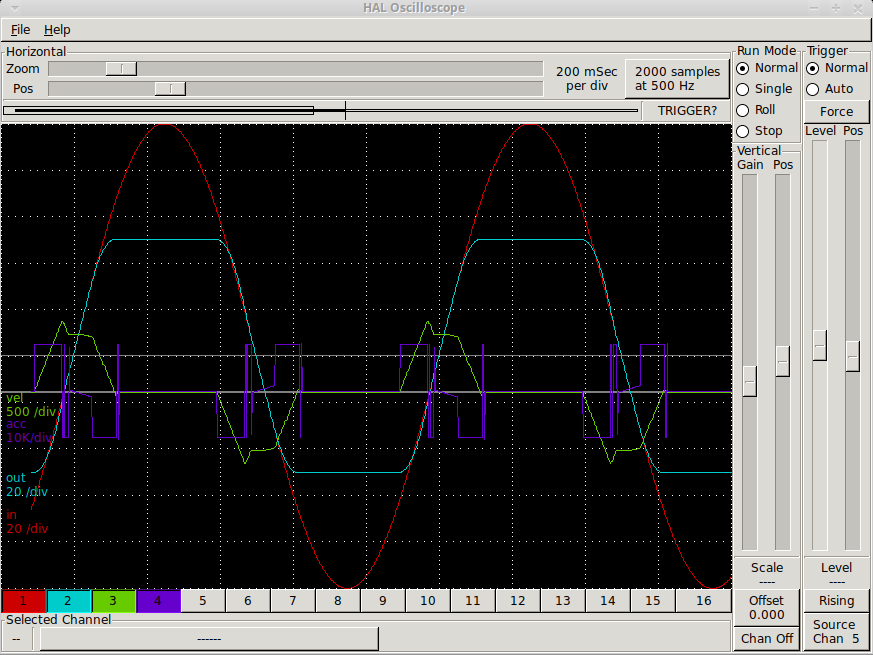 HAL Oscilloscope
File Help
Horizontal
Zoom
Pos
200 mSec
per div
2000 samples
at 500 Hz
TRIGGER?
Run Mode
Normal
Single
Roll
Stop
Trigger
Normal
Auto
Force
Level Pos
Vertical
Gain Pos
vel
500 /div
acc
10K/div
out
20 /div
in
20 /div
Scale
----
Level
----
1 2 3 4 5 6 7 8 9 10 11 12 13 14 15 16
Offset
0.000
Rising
Selected Channel
--
------
Chan Off
Source
Chan 5